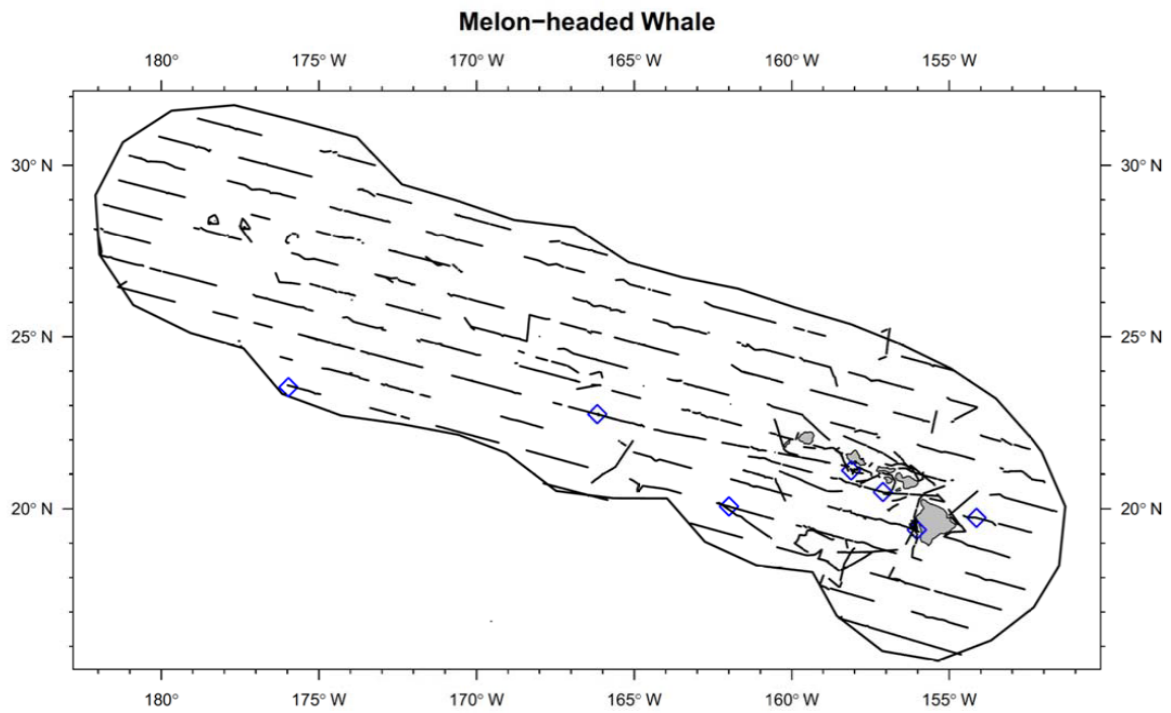 Melon−headed Whale
180° 175° W 170° W 165° W 160° W 155° W
30° N 30° N
25° N 25° N
20° N 20° N
180° 175° W 170° W 165° W 160° W 155° W